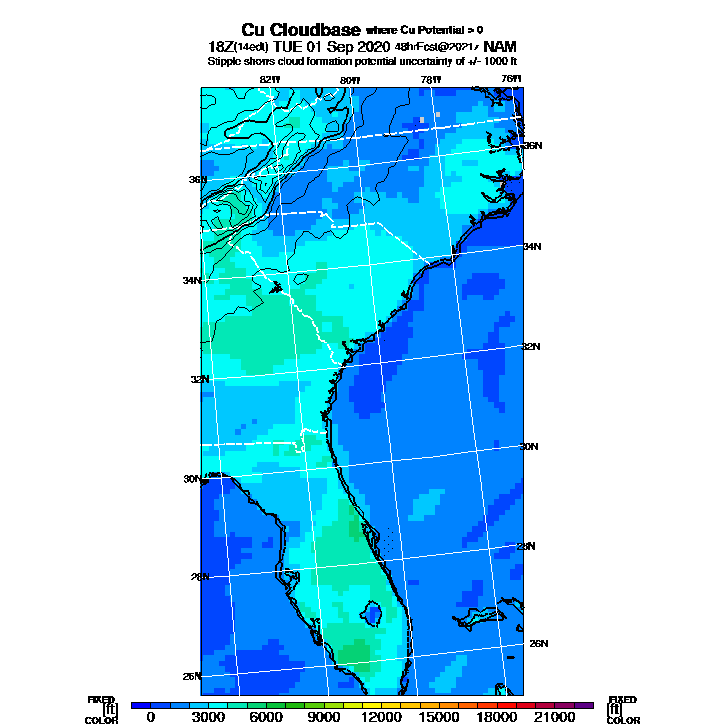 Cu Cloudbase where Cu Potential > 0
18Z(14edt) TUE 01 Sep 2020 48hrFcst@2021z NAM
Stipple shows cloud formation potential uncertainty of +/- 1000 ft
82W 80W 78W 76W
36N
36N
34N
34N
32N
32N
30N
30N
28N
28N
26N
26N
FIXED FIXED
[ft] 0 3000 6000 9000 12000 15000 18000 21000 [ft]
COLOR COLOR